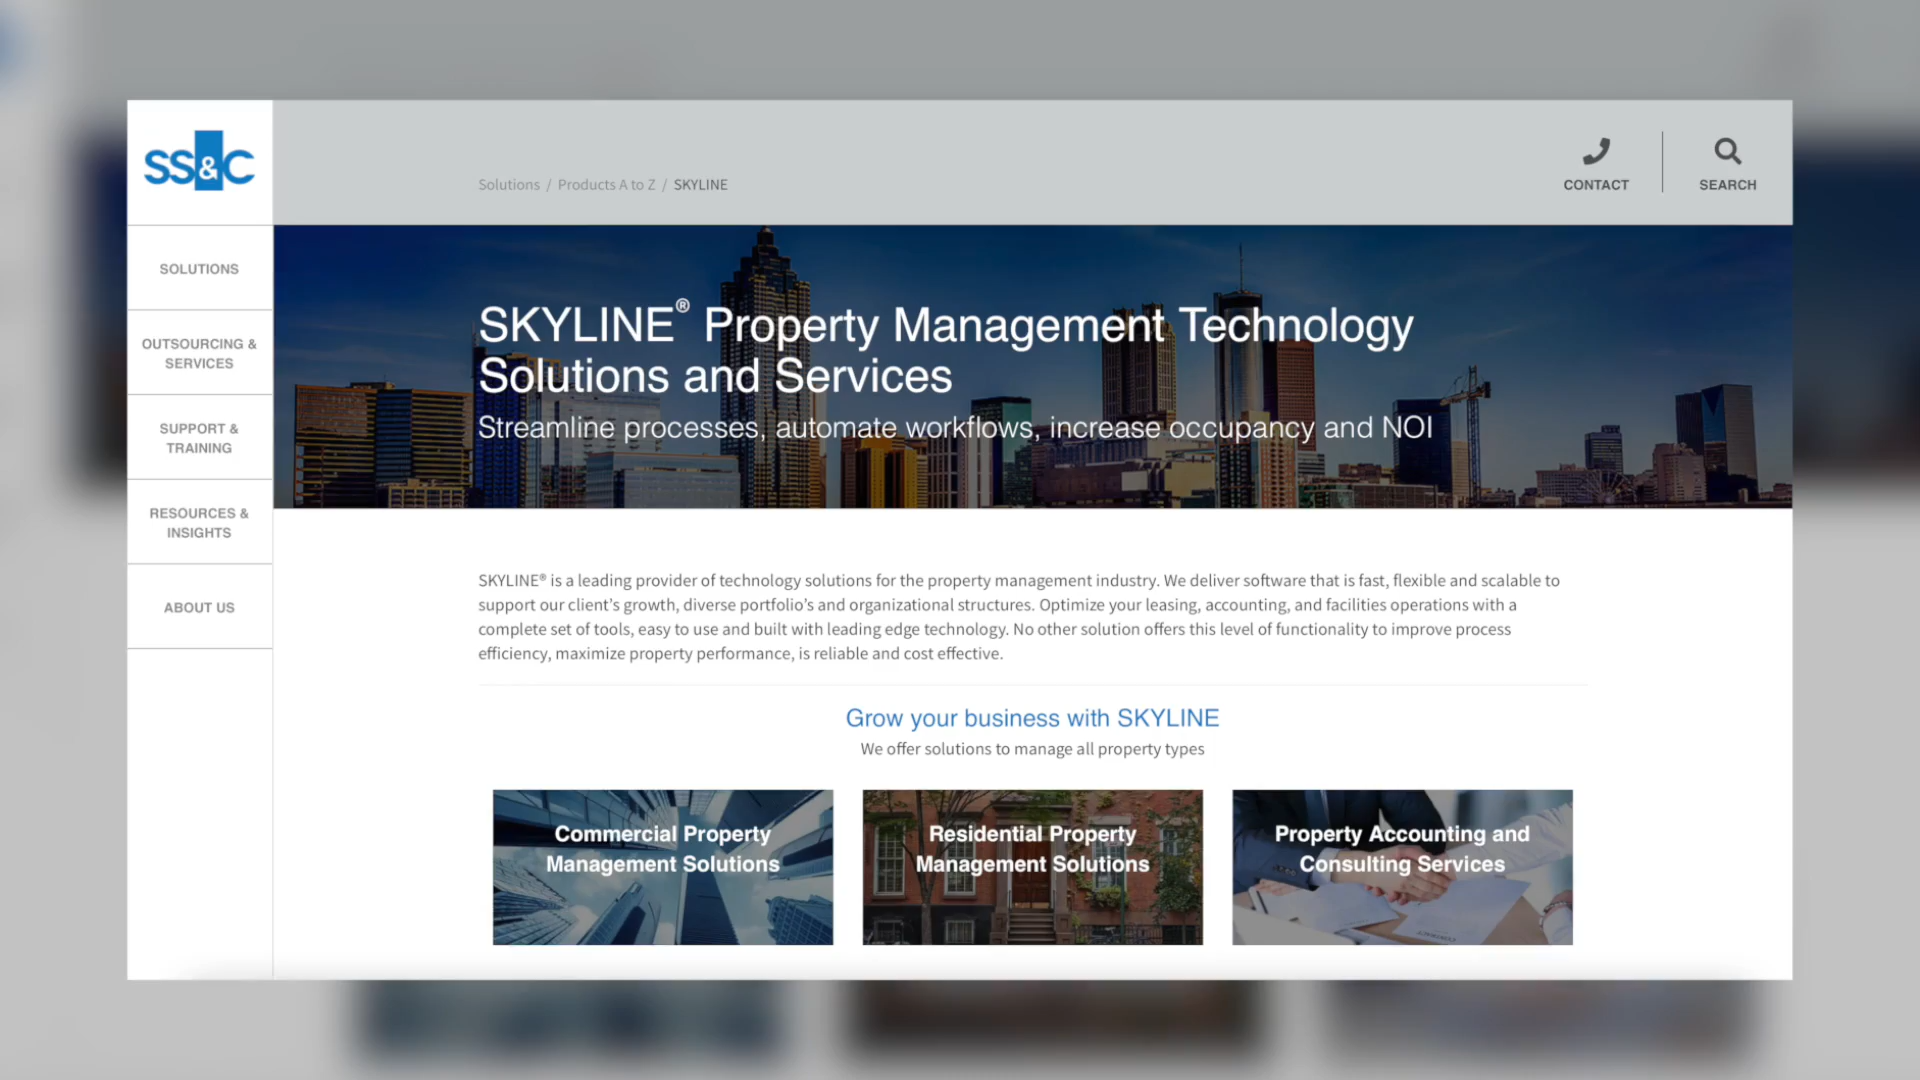 SS&C
Solutions / Products A to Z / SKYLINE
CONTACT
SEARCH
SOLUTIONS
OUTSOURCING &
SERVICES
SUPPORT &
TRAINING
RESOURCES &
INSIGHTS
ABOUT US
SKYLINE® Property Management Technology
Solutions and Services
Streamline processes, automate workflows, increase occupancy and NOI
SKYLINE® is a leading provider of technology solutions for the property management industry. We deliver software that is fast, flexible and scalable to
support our client’s growth, diverse portfolio’s and organizational structures. Optimize your leasing, accounting, and facilities operations with a
complete set of tools, easy to use and built with leading edge technology. No other solution offers this level of functionality to improve process
efficiency, maximize property performance, is reliable and cost effective.
Grow your business with SKYLINE
We offer solutions to manage all property types
Commercial Property
Management Solutions
Residential Property
Management Solutions
Property Accounting and
Consulting Services